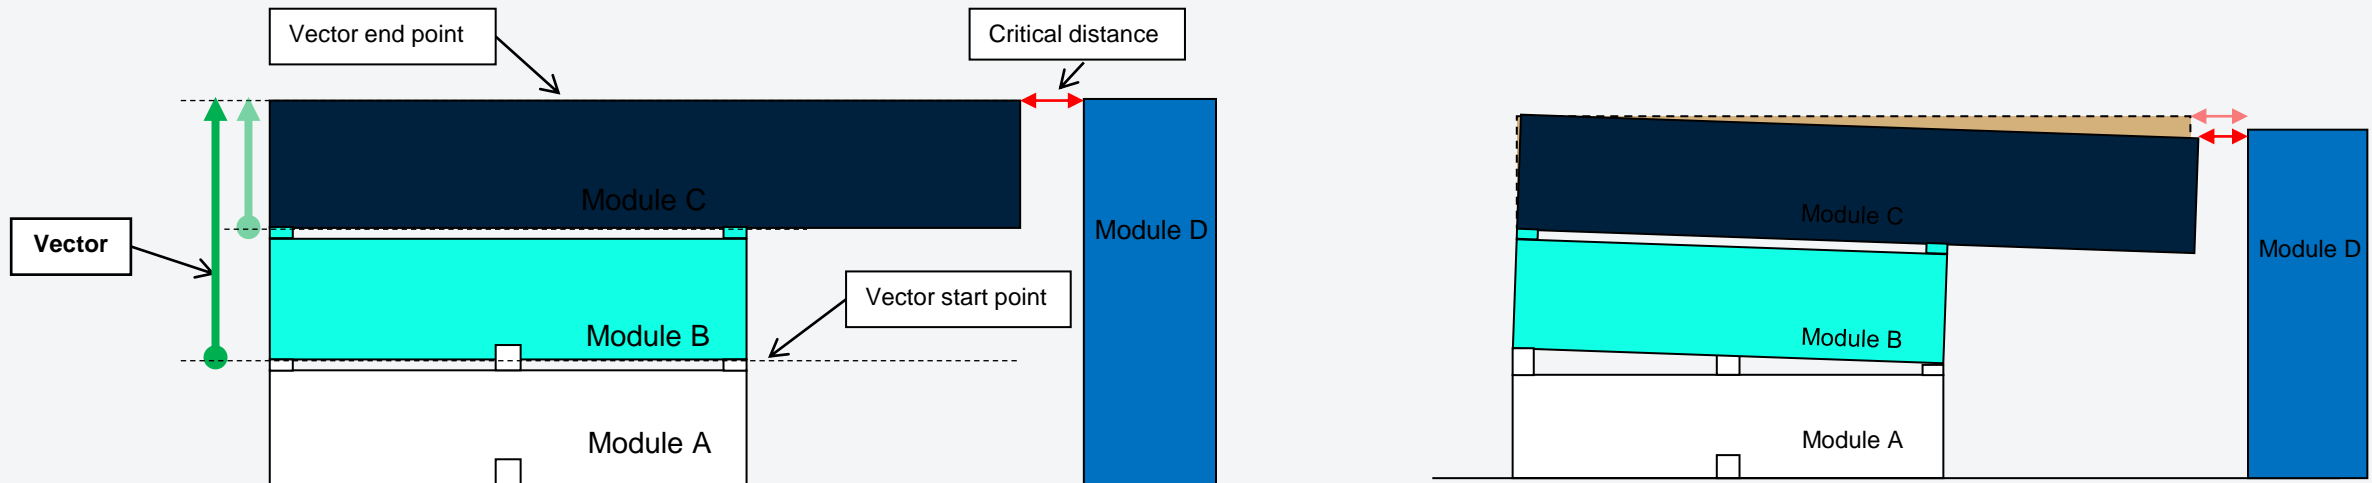 Vector end point
Critical distance
Module C
Module D
Vector
Vector start point
Module B
Module A
Module C
Module D
Module B
Module A